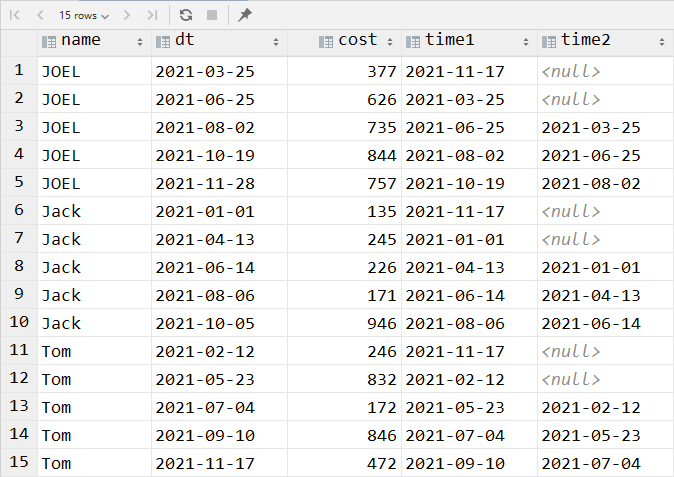 15 rows
name dt cost time1 time2
1 JOEL 2021-03-25 377 2021-11-17 <null>
2 JOEL 2021-06-25 626 2021-03-25 <null>
3 JOEL 2021-08-02 735 2021-06-25 2021-03-25
4 JOEL 2021-10-19 844 2021-08-02 2021-06-25
5 JOEL 2021-11-28 757 2021-10-19 2021-08-02
6 Jack 2021-01-01 135 2021-11-17 <null>
7 Jack 2021-04-13 245 2021-01-01 <null>
8 Jack 2021-06-14 226 2021-04-13 2021-01-01
9 Jack 2021-08-06 171 2021-06-14 2021-04-13
10 Jack 2021-10-05 946 2021-08-06 2021-06-14
11 Tom 2021-02-12 246 2021-11-17 <null>
12 Tom 2021-05-23 832 2021-02-12 <null>
13 Tom 2021-07-04 172 2021-05-23 2021-02-12
14 Tom 2021-09-10 846 2021-07-04 2021-05-23
15 Tom 2021-11-17 472 2021-09-10 2021-07-04